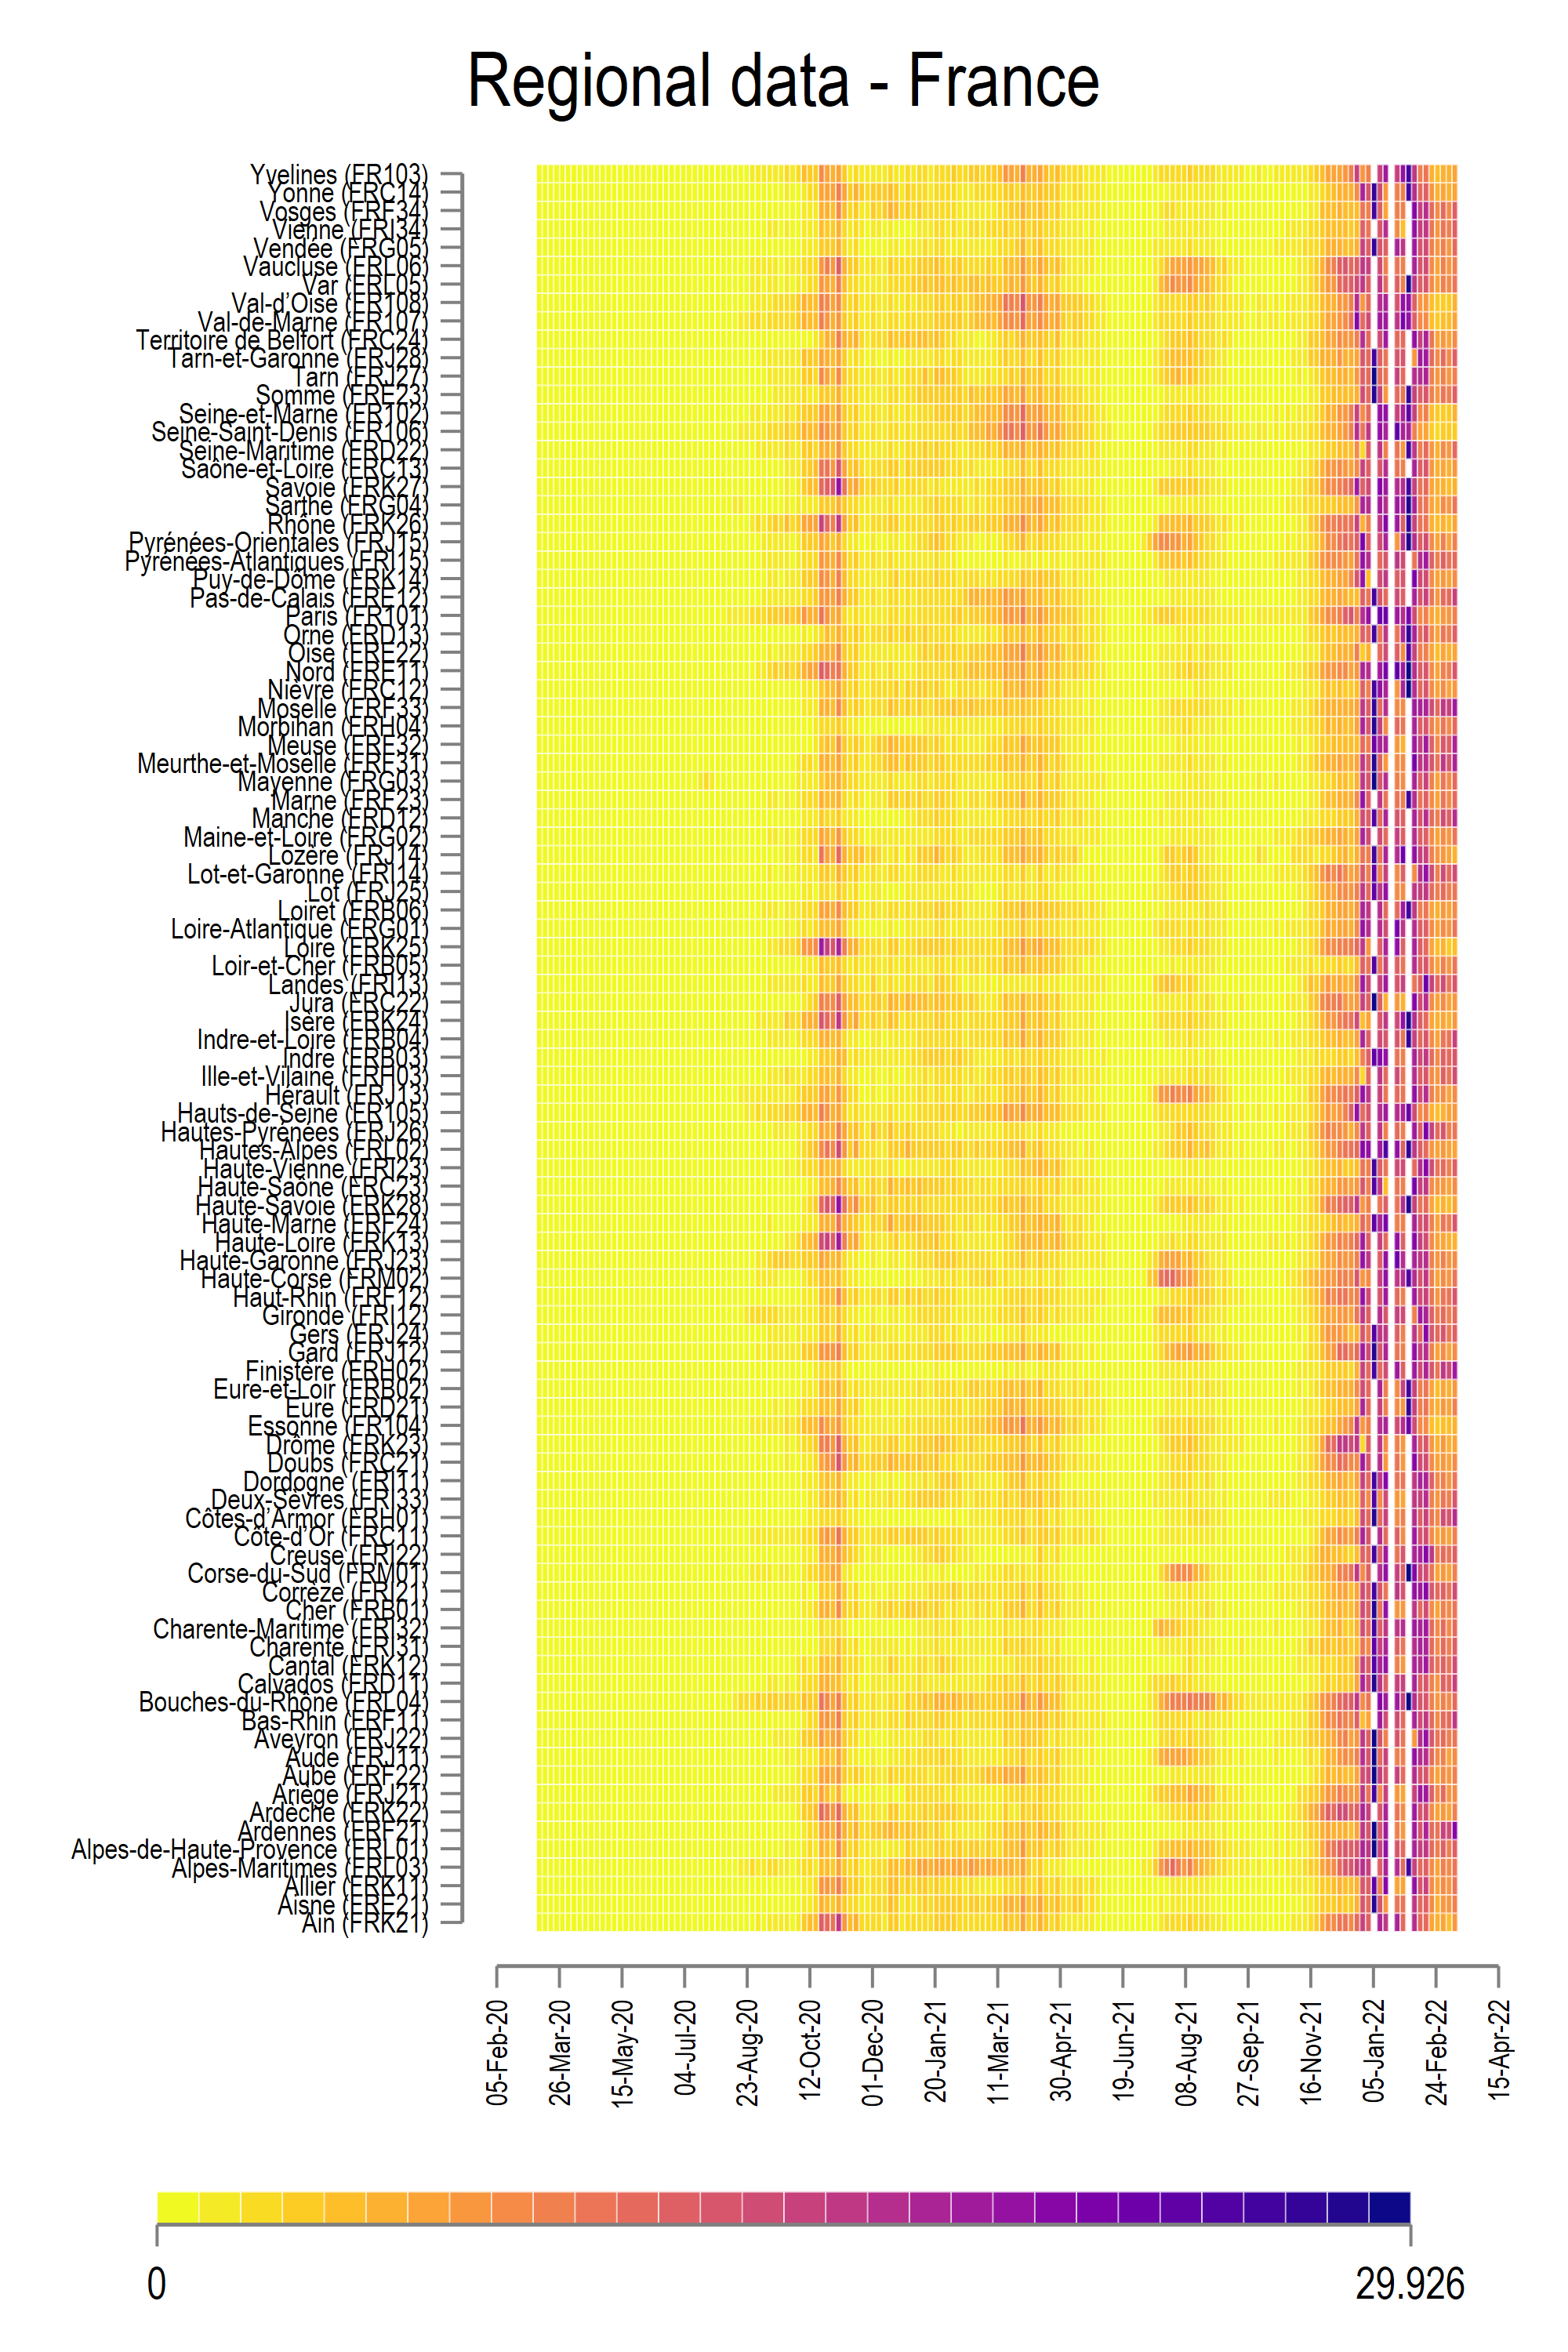 Regional data - France
Yvelines (FR103)
Yonne (FRC14)
Vosges (FRF34)
Vienne (FRI34)
Vendée (FRG05)
Vaucluse (FRL06)
Var (FRL05)
Val-d'Oise (FR108)
Val-de-Marne (FR107)
Territoire de Belfort (FRC24)
Tarn-et-Garonne (FRJ28)
Tarn (FRJ27)
Somme (FRE23)
Seine-et-Marne (FR102)
Seine-Saint-Denis (FR106)
Seine-Maritime (FRD22)
Saône-et-Loire (FRC13)
Savoie (FRK27)
Sarthe (FRG04)
Rhône (FRK26)
Pyrénées-Orientales (FRJ15)
Pyrénées-Atlantiques (FRI15)
Puy-de-Dôme (FRK14)
Pas-de-Calais (FRE12)
Paris (FR101)
Orne (FRD13)
Oise (FRE22)
Nord (FRE11)
Nièvre (FRC12)
Moselle (FRF33)
Morbihan (FRH04)
Meuse (FRF32)
Meurthe-et-Moselle (FRF31)
Mayenne (FRG03)
Marne (FRF23)
Manche (FRD12)
Maine-et-Loire (FRG02)
Lozère (FRJ14)
Lot-et-Garonne (FRI14)
Lot (FRJ25)
Loiret (FRB06)
Loire-Atlantique (FRG01)
Loire (FRK25)
Loir-et-Cher (FRB05)
Landes (FRI13)
Jura (FRC22)
Isère (FRK24)
Indre-et-Loire (FRB04)
Indre (FRB03)
Ille-et-Vilaine (FRH03)
Hérault (FRJ13)
Hauts-de-Seine (FR105)
Hautes-Pyrénées (FRJ26)
Hautes-Alpes (FRL02)
Haute-Vienne (FRI23)
Haute-Saône (FRC23)
Haute-Savoie (FRK28)
Haute-Marne (FRF24)
Haute-Loire (FRK13)
Haute-Garonne (FRJ23)
Haute-Corse (FRM02)
Haut-Rhin (FRF12)
Gironde (FRI12)
Gers (FRJ24)
Gard (FRJ12)
Finistère (FRH02)
Eure-et-Loir (FRB02)
Eure (FRD21)
Essonne (FR104)
Drôme (FRK23)
Doubs (FRC21)
Dordogne (FRI11)
Deux-Sèvres (FRI33)
Côtes-d'Armor (FRH01)
Côte-d'Or (FRC11)
Creuse (FRI22)
Corse-du-Sud (FRM01)
Corrèze (FRI21)
Cher (FRB01)
Charente-Maritime (FRI32)
Charente (FRI31)
Cantal (FRK12)
Calvados (FRD11)
Bouches-du-Rhône (FRL04)
Bas-Rhin (FRF11)
Aveyron (FRJ22)
Aude (FRJ11)
Aube (FRF22)
Ariège (FRJ21)
Ardèche (FRK22)
Ardennes (FRF21)
Alpes-de-Haute-Provence (FRL01)
Alpes-Maritimes (FRL03)
Allier (FRK11)
Aisne (FRE21)
Ain (FRK21)
05-Feb-20
26-Mar-20
15-May-20
04-Jul-20
23-Aug-20
12-Oct-20
01-Dec-20
20-Jan-21
11-Mar-21
30-Apr-21
19-Jun-21
08-Aug-21
27-Sep-21
16-Nov-21
05-Jan-22
24-Feb-22
15-Apr-22
0
29.926